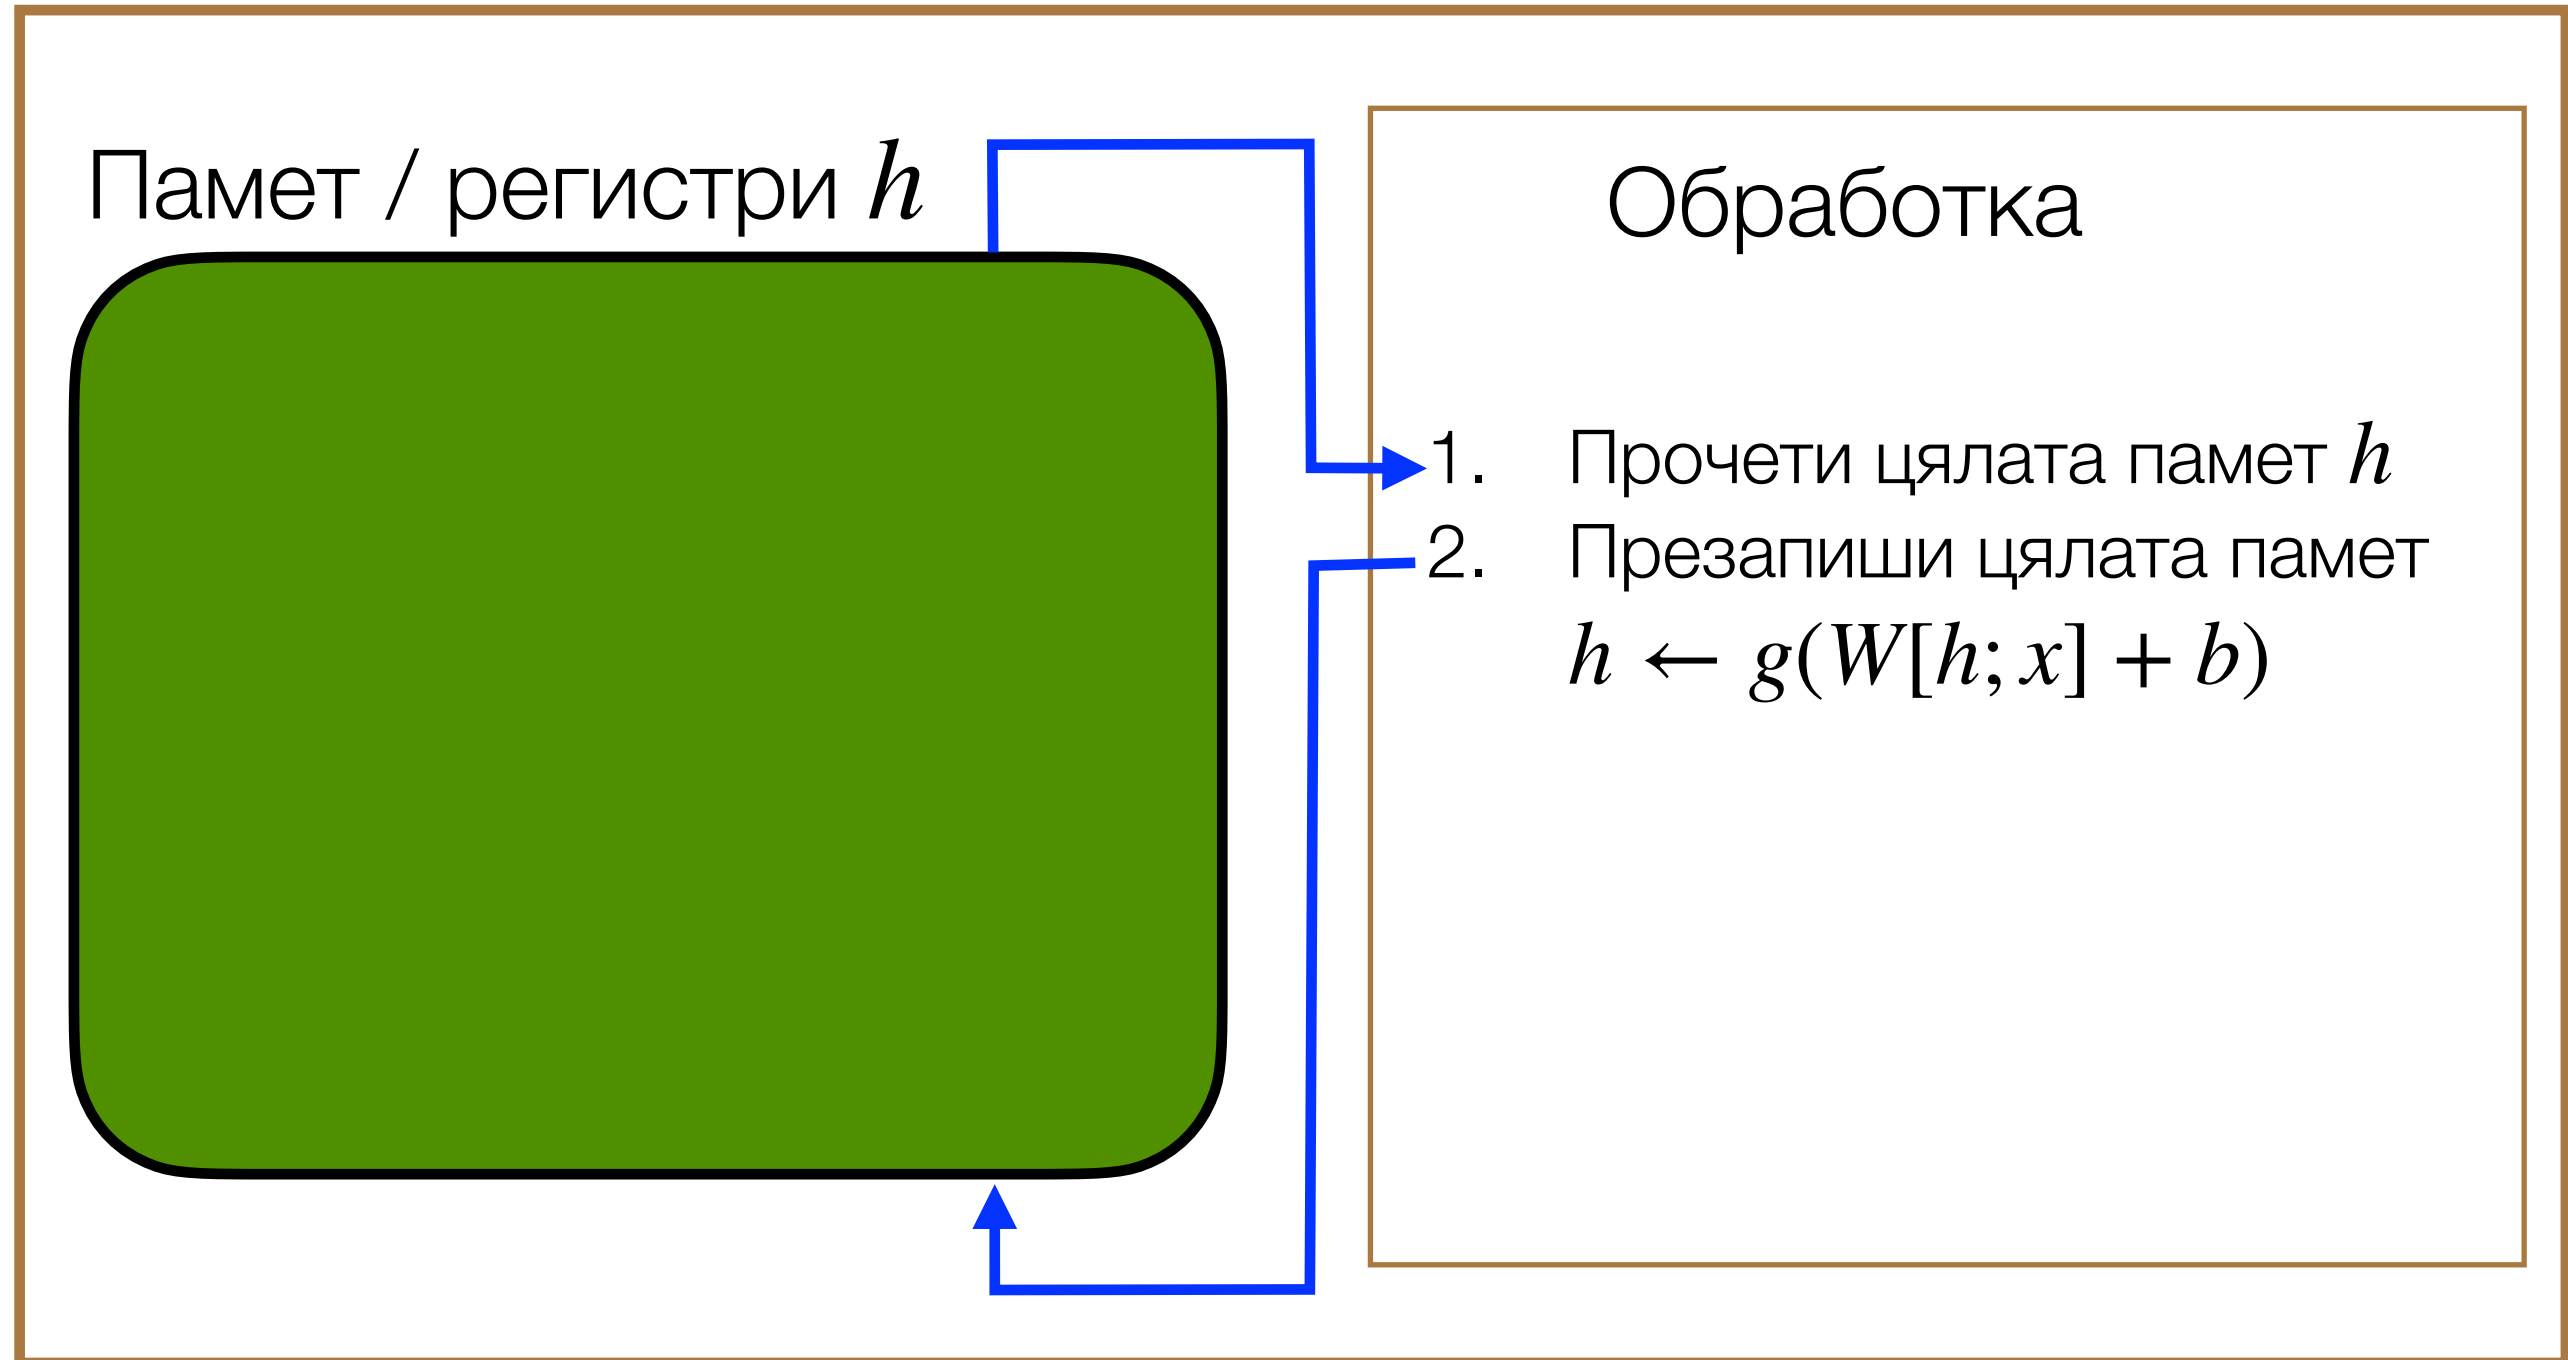 Памет / регистри h
Обработка
1. Прочети цялата памет h
2. Презапиши цялата памет
h ← g(W[h; x] + b)